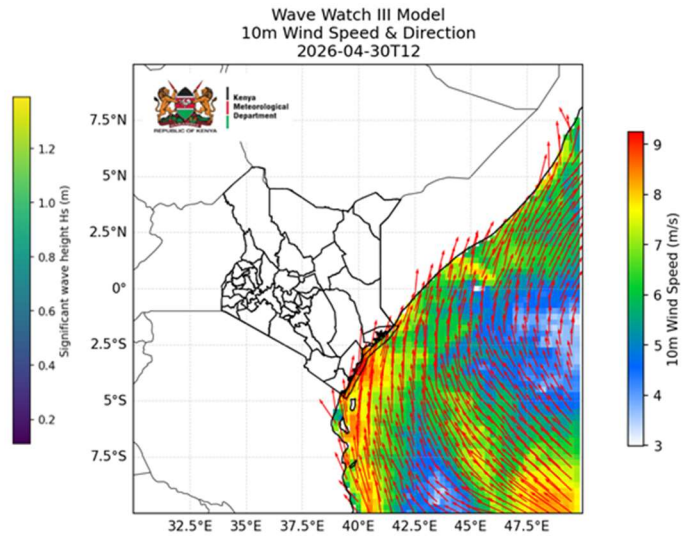 Wave Watch III Model
10m Wind Speed & Direction
2026-04-30T12
Kenya
Meteorological
Department
REPUBLIC OF KENYA
7.5°N
5°N
2.5°N
0°
2.5°S
5°S
7.5°S
32.5°E 35°E 37.5°E 40°E 42.5°E 45°E 47.5°E
1.2
1.0
0.8
0.6
0.4
0.2
Significant wave height Hs (m)
9
8
7
6
5
4
3
10m Wind Speed (m/s)